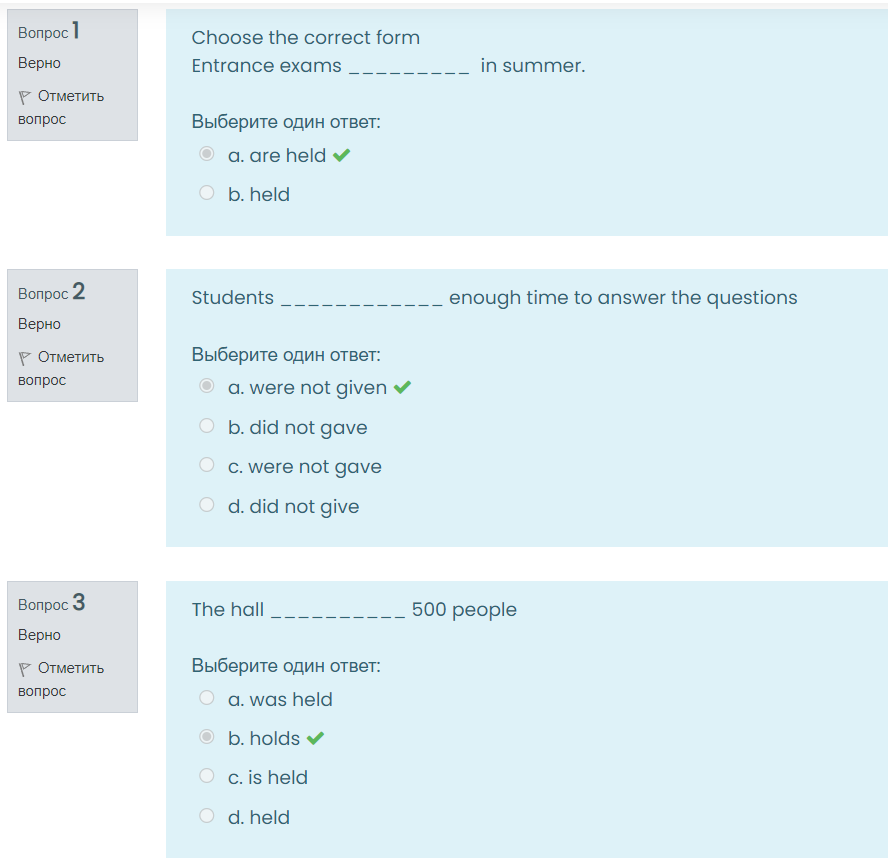 Вопрос 1
Верно
Отметить
вопрос
Choose the correct form
Entrance exams _________ in summer.
Выберите один ответ:
a. are held
b. held
Вопрос 2
Верно
Отметить
вопрос
Students ____________ enough time to answer the questions
Выберите один ответ:
a. were not given
b. did not gave
c. were not gave
d. did not give
Вопрос 3
Верно
Отметить
вопрос
The hall __________ 500 people
Выберите один ответ:
a. was held
b. holds
c. is held
d. held